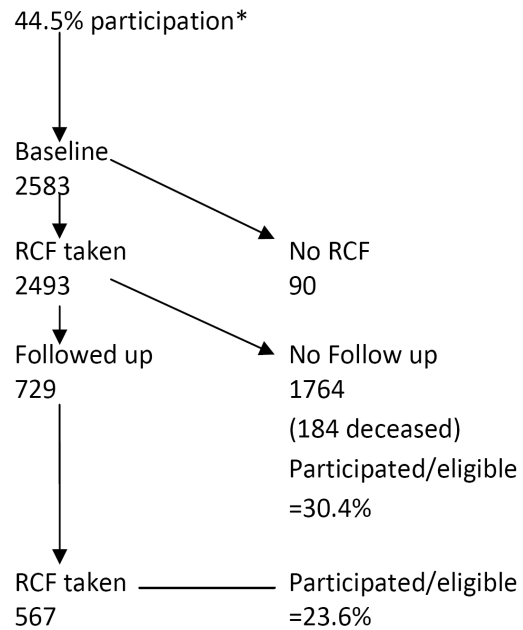 44.5% participation*
Baseline
2583
RCF taken
2493
No RCF
90
Followed up
729
No Follow up
1764
(184 deceased)
Participated/eligible
=30.4%
RCF taken
567
Participated/eligible
=23.6%